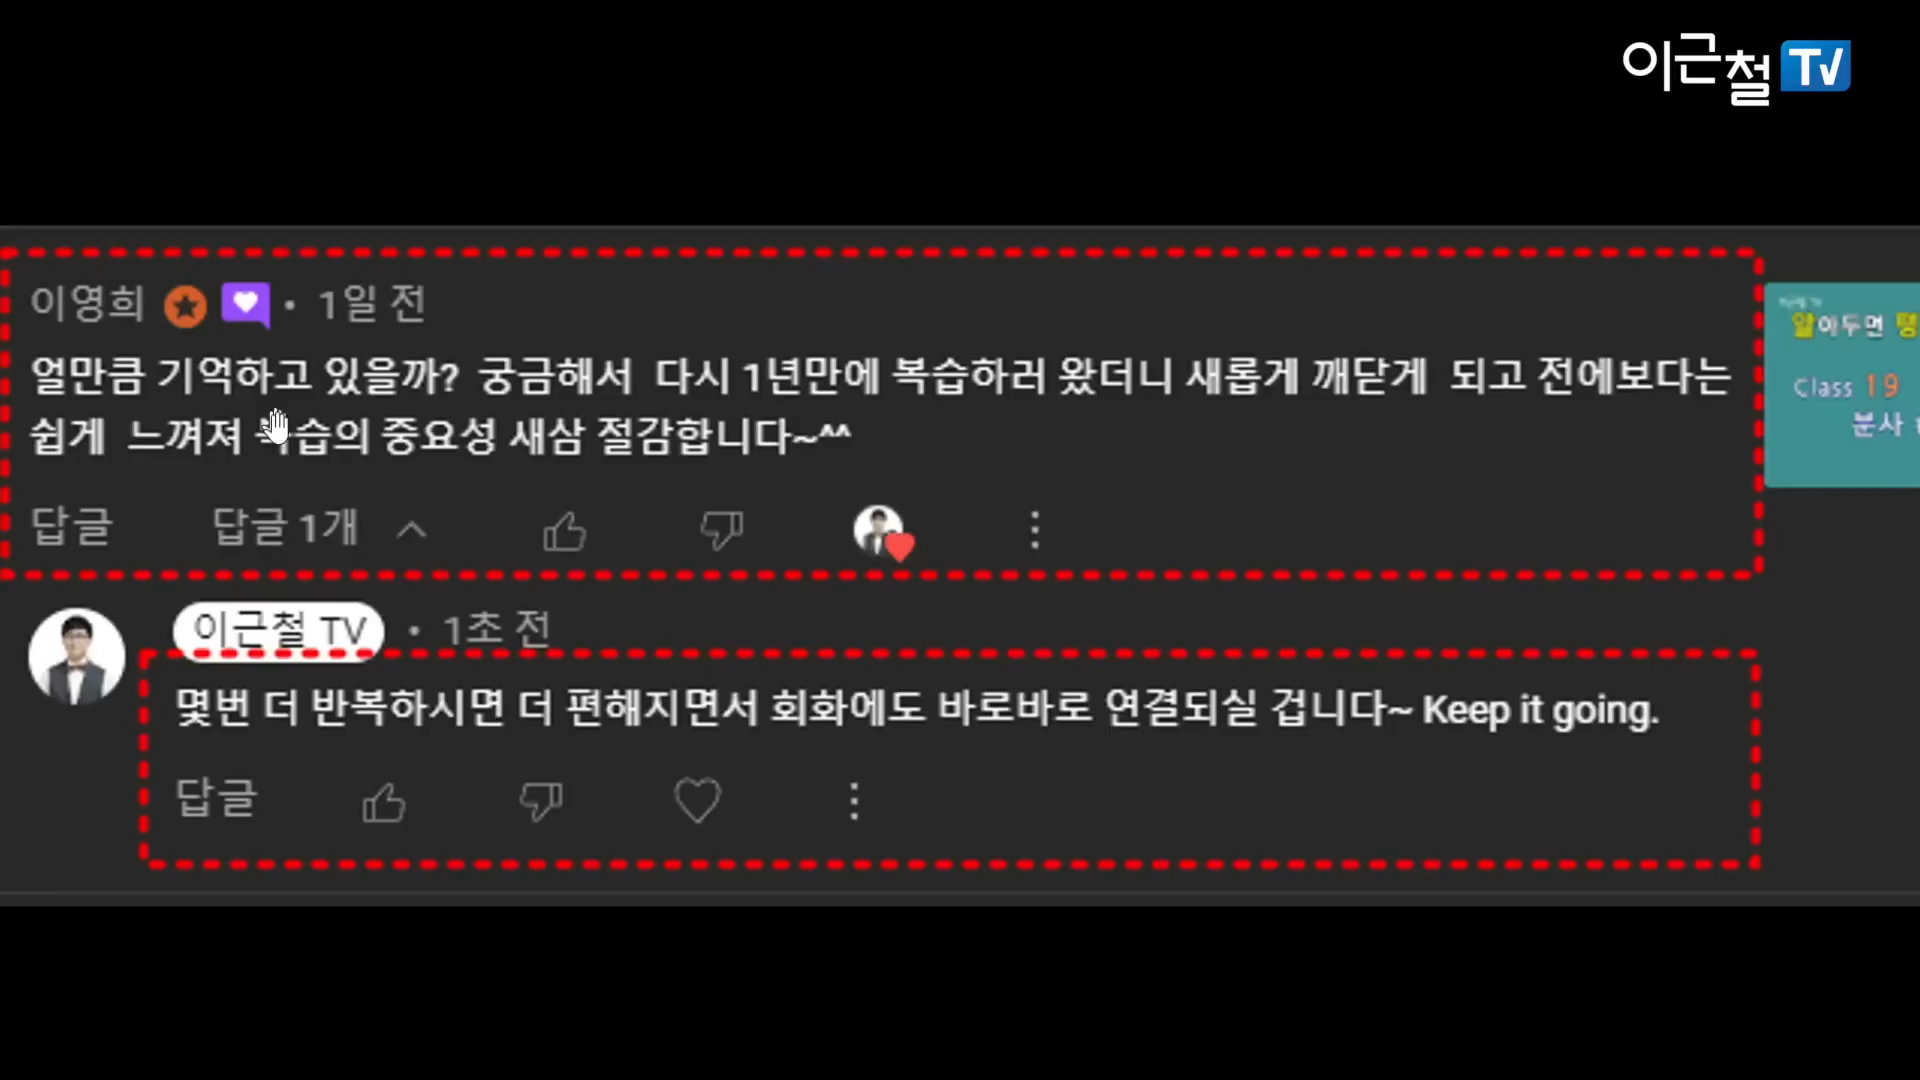 이근철 TV
이영희 • 1일 전
얼만큼 기억하고 있을까? 궁금해서 다시 1년만에 복습하러 왔더니 새롭게 깨닫게 되고 전에보다는
쉽게 느껴져 복습의 중요성 새삼 절감합니다~^^
답글 답글 1개
알아두면
Class 19
분사
이근철 TV • 1초 전
몇번 더 반복하시면 더 편해지면서 회화에도 바로바로 연결되실 겁니다~ Keep it going.
답글